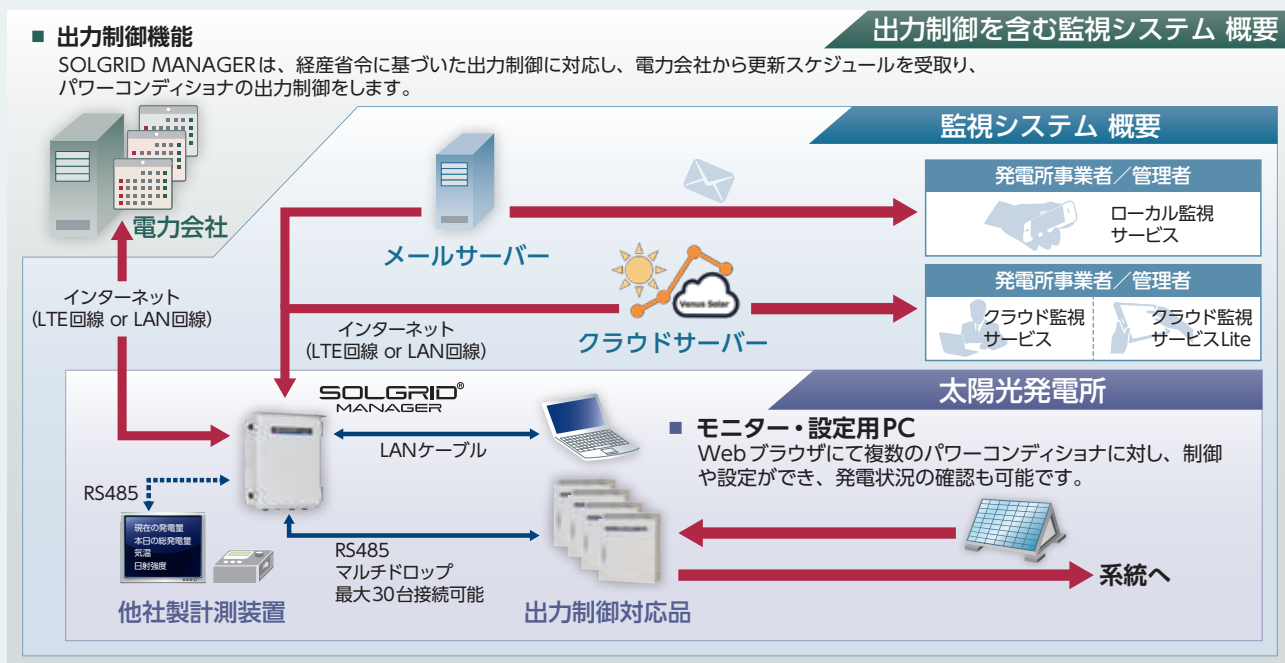 出力制御を含む監視システム 概要
■ 出力制御機能
SOLGRID MANAGERは、経産省令に基づいた出力制御に対応し、電力会社から更新スケジュールを受取り、
パワーコンディショナの出力制御をします。
電力会社
インターネット
(LTE回線 or LAN回線)
監視システム 概要
メールサーバー
発電所事業者／管理者
ローカル監視
サービス
Venus Solar
クラウドサーバー
発電所事業者／管理者
クラウド監視
サービス
クラウド監視
サービスLite
インターネット
(LTE回線 or LAN回線)
太陽光発電所
SOLGRID®
MANAGER
LANケーブル
■ モニター・設定用PC
Webブラウザにて複数のパワーコンディショナに対し、制御
や設定ができ、発電状況の確認も可能です。
RS485
現在の発電量
本日の総発電量
気温
日射強度
他社製計測装置
RS485
マルチドロップ
最大30台接続可能
出力制御対応品
系統へ